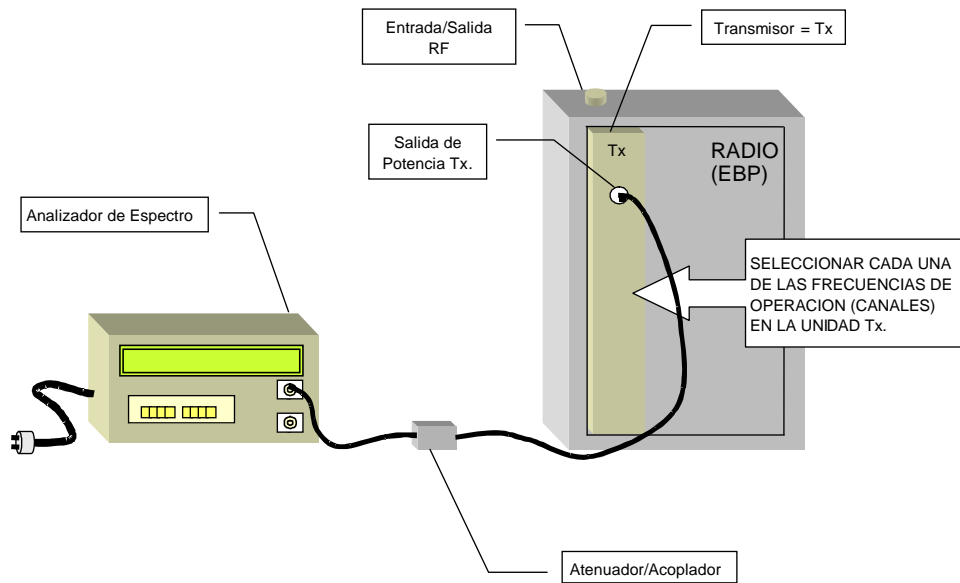 Entrada/Salida
RF
Transmisor = Tx
Salida de
Potencia Tx.
Tx
RADIO
(EBP)
Analizador de Espectro
SELECCIONAR CADA UNA
DE LAS FRECUENCIAS DE
OPERACION (CANALES)
EN LA UNIDAD Tx.
Atenuador/Acoplador